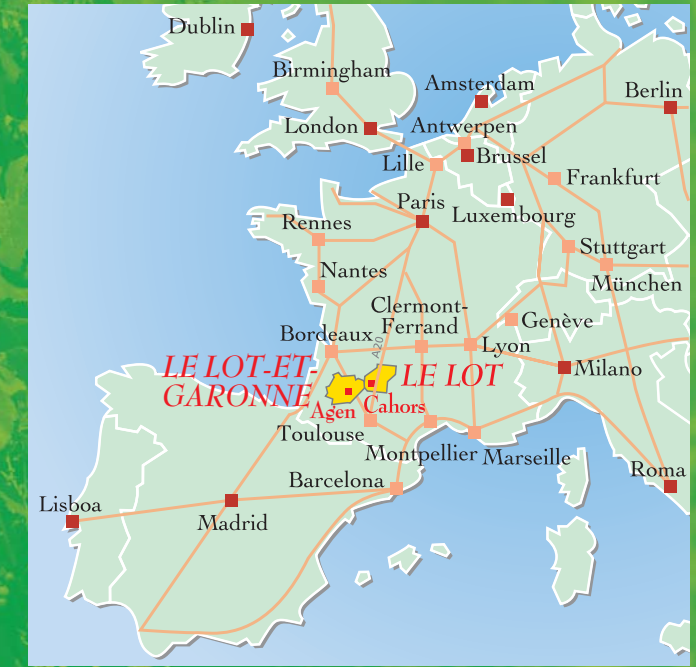 Dublin
Birmingham
Amsterdam
Berlin
London
Antwerpen
Lille
Brussel
Frankfurt
Paris
Luxembourg
Rennes
Stuttgart
Nantes
München
Clermont-
Ferrand
Genève
Bordeaux
A20
Lyon
LE LOT-ET-
GARONNE
LE LOT
Milano
Agen
Cahors
Toulouse
Montpellier
Marseille
Barcelona
Roma
Lisboa
Madrid